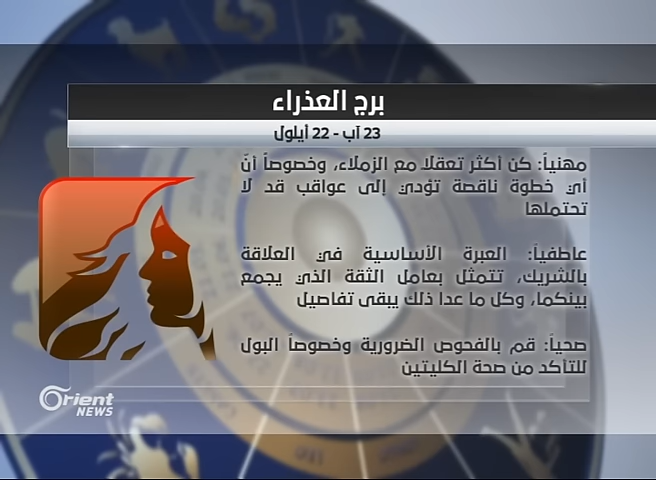 برج العذراء
23 آب - 22 أيلول
مهنياً: كن أكثر تعقلا مع الزملاء، وخصوصاً أن
أي خطوة ناقصة تؤدي إلى عواقب قد لا
تحتملها
عاطفياً: العبرة الأساسية في العلاقة
بالشريك، تتمثل بعامل الثقة الذي يجمع
بينكما، وكل ما عدا ذلك يبقى تفاصيل
صحياً: قم بالفحوص الضرورية وخصوصاً البول
للتأكد من صحة الكليتين
Orient
NEWS